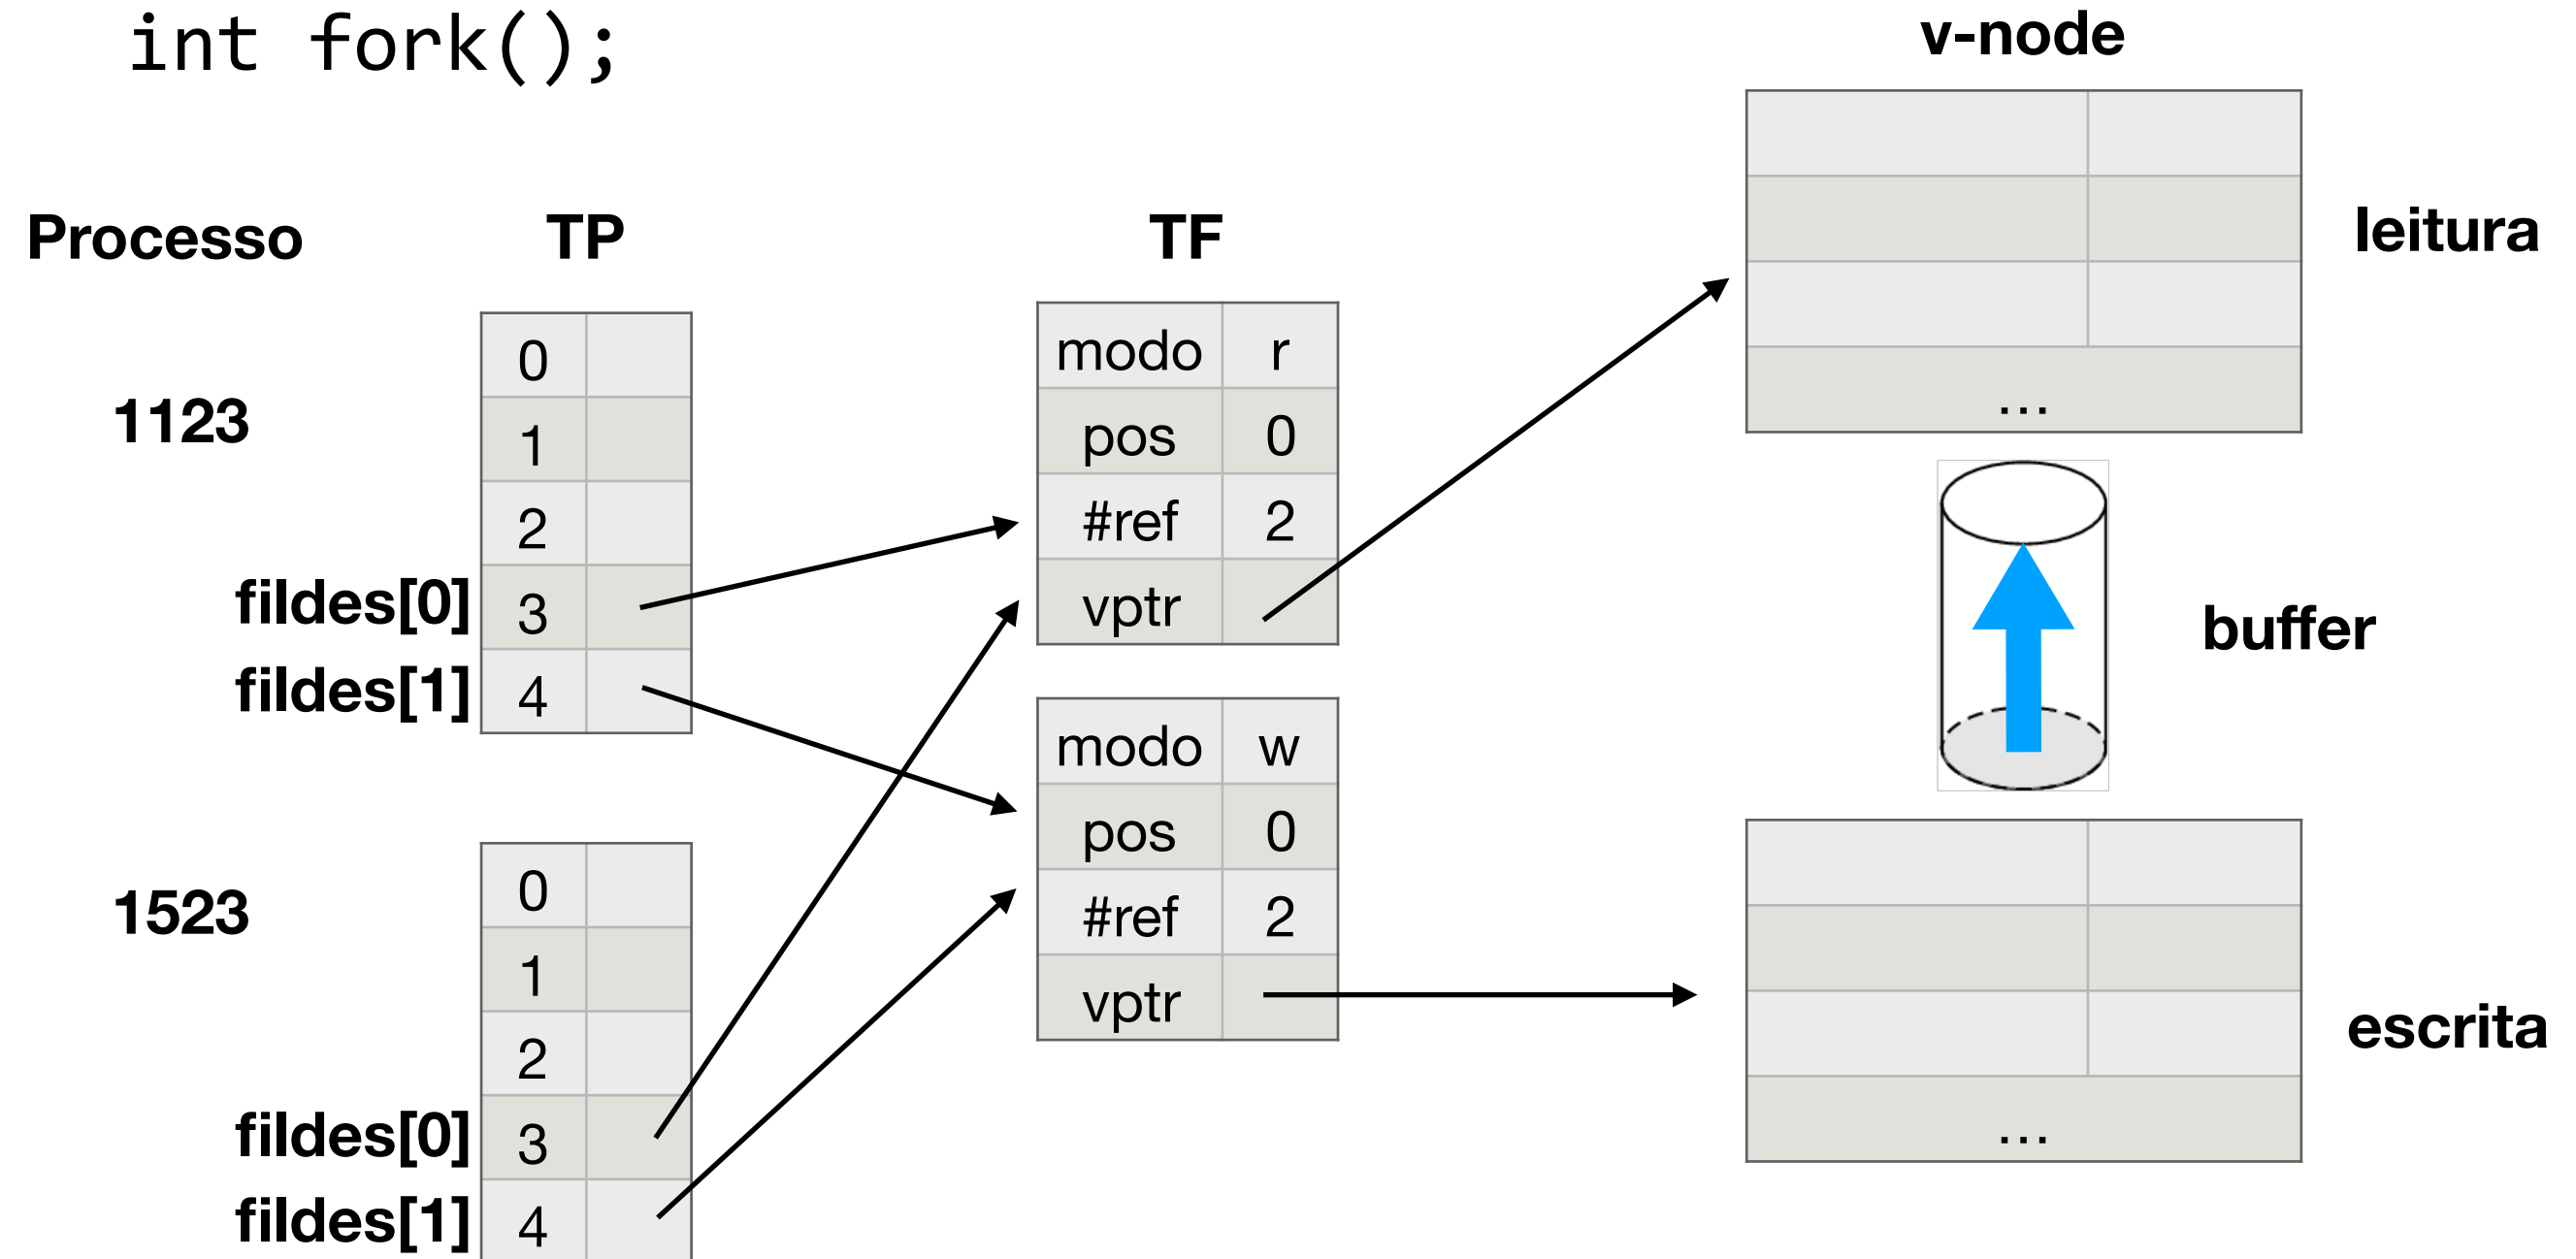 int fork();
v-node
Processo
TP
TF
leitura
1123
0
1
2
fildes[0] 3
fildes[1] 4
modo r
pos 0
#ref 2
vptr
...
buffer
modo w
pos 0
#ref 2
vptr
1523
0
1
2
fildes[0] 3
fildes[1] 4
escrita
...